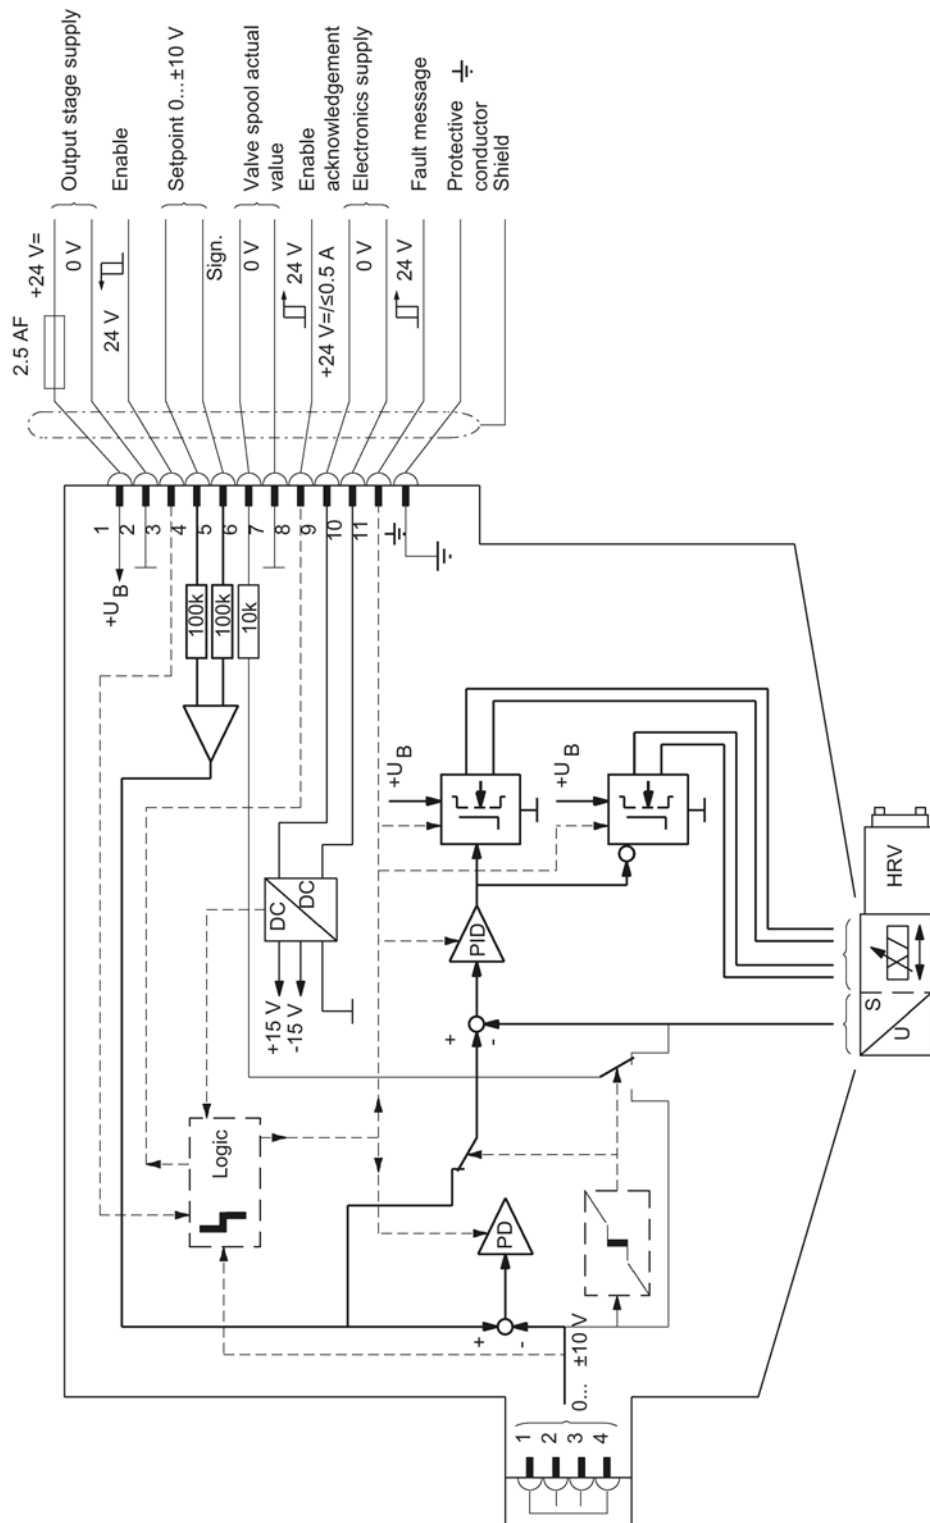 2.5 AF
+24 V=
Output stage supply
0 V
24 V
Enable
Setpoint 0... ±10 V
Sign.
Valve spool actual
value
0 V
24 V
Enable
acknowledgement
+24 V=/≤0.5 A
Electronics supply
0 V
24 V
Fault message
Protective
conductor
Shield
1
2
3
4
5
6
7
8
9
10
11
+U B
100k
100k
10k
DC
DC
+15 V
-15 V
Logic
+U B
+U B
PID
+
-
PD
+
-
0... ±10 V
1
2
3
4
HRV
S
U